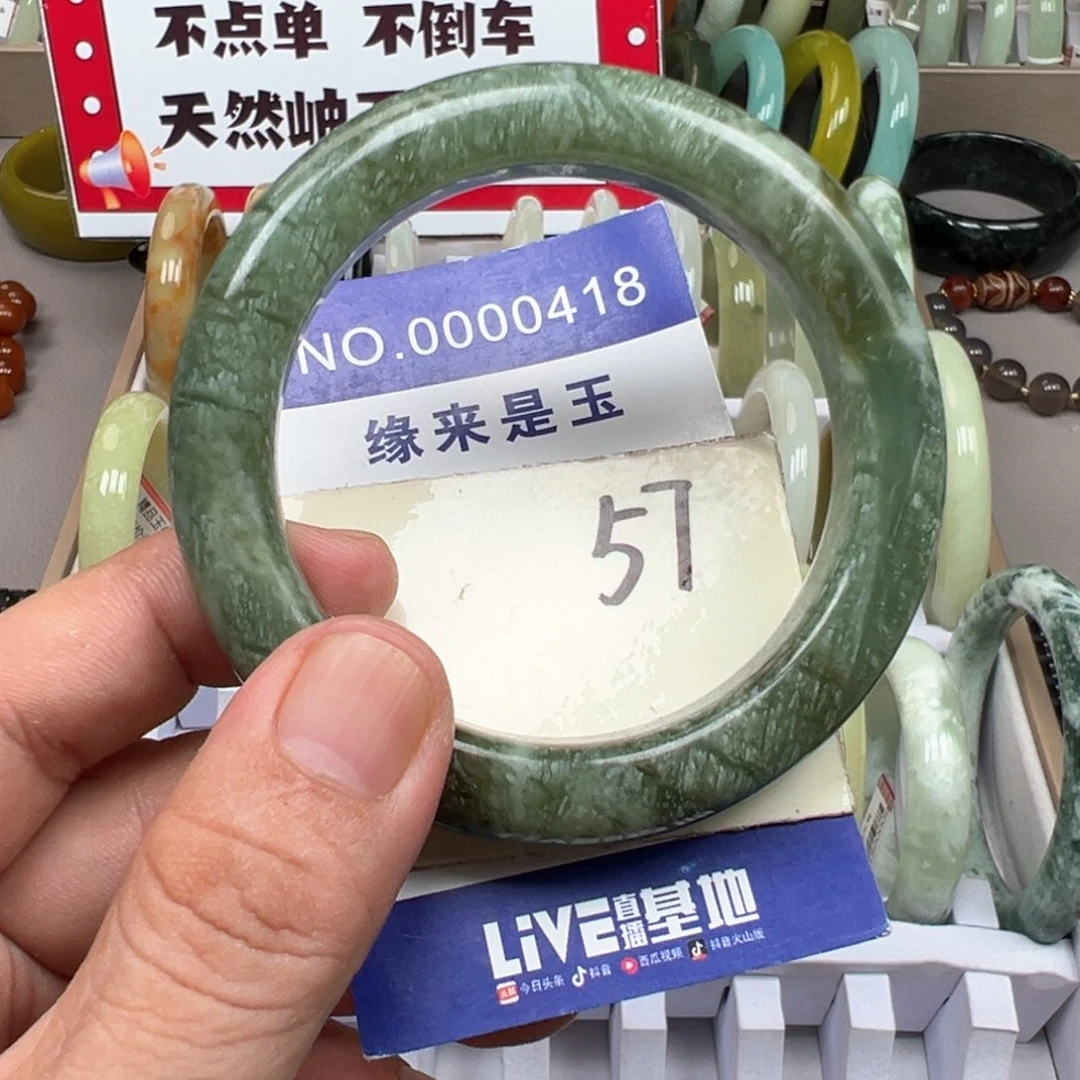 不点单 不倒车
天然岫
NO.0000418
缘来是玉
57
LiVE直播基地
今日头条 抖音 西瓜视频 抖音火山版